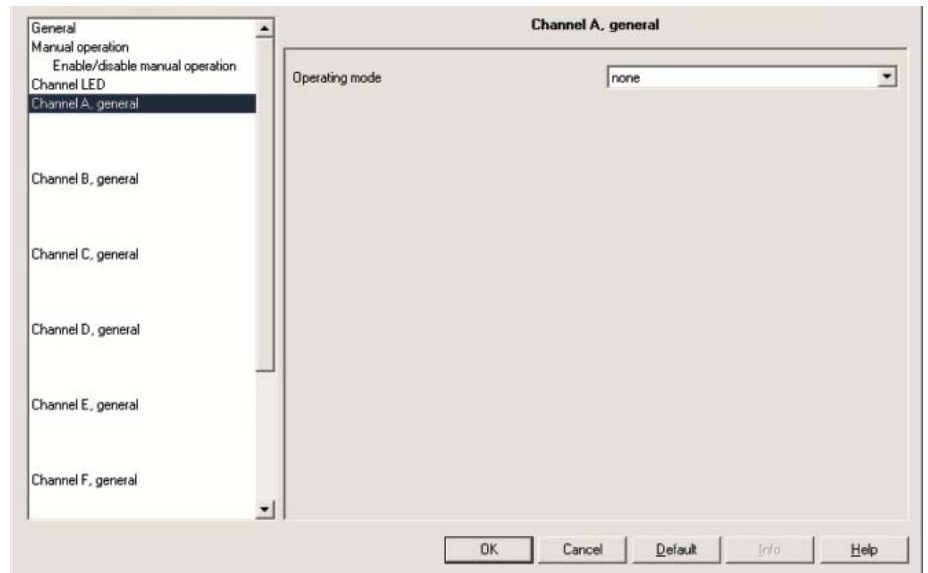 General
Manual operation
Enable/disable manual operation
Channel LED
Channel A, general
Channel B, general
Channel C, general
Channel D, general
Channel E, general
Channel F, general
Channel A, general
Operating mode
none
OK
Cancel
Default
Info
Help